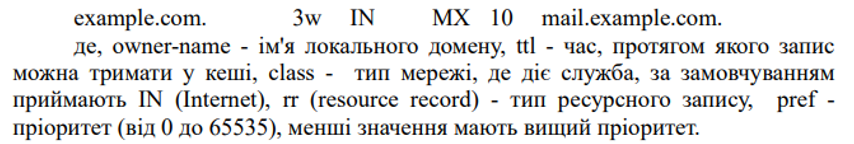 example.com. 3w IN MX 10 mail.example.com.
де, owner-name - ім'я локального домену, ttl - час, протягом якого запис
можна тримати у кеші, class - тип мережі, де діє служба, за замовчуванням
приймають IN (Internet), rr (resource record) - тип ресурсного запису, pref -
пріоритет (від 0 до 65535), менші значення мають вищий пріоритет.